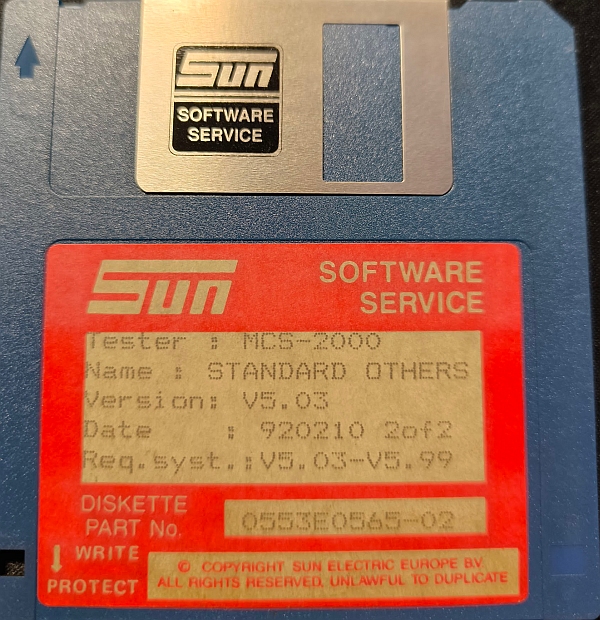 Sun
SOFTWARE
SERVICE
Sun
SOFTWARE
SERVICE
Tester : MCS-2000
Name : STANDARD OTHERS
Version: V5.03
Date : 920210 2of2
Req.syst.:V5.03-V5.99
DISKETTE
PART No.
0553E0565-02
WRITE
PROTECT
© COPYRIGHT SUN ELECTRIC EUROPE B.V.
ALL RIGHTS RESERVED, UNLAWFUL TO DUPLICATE